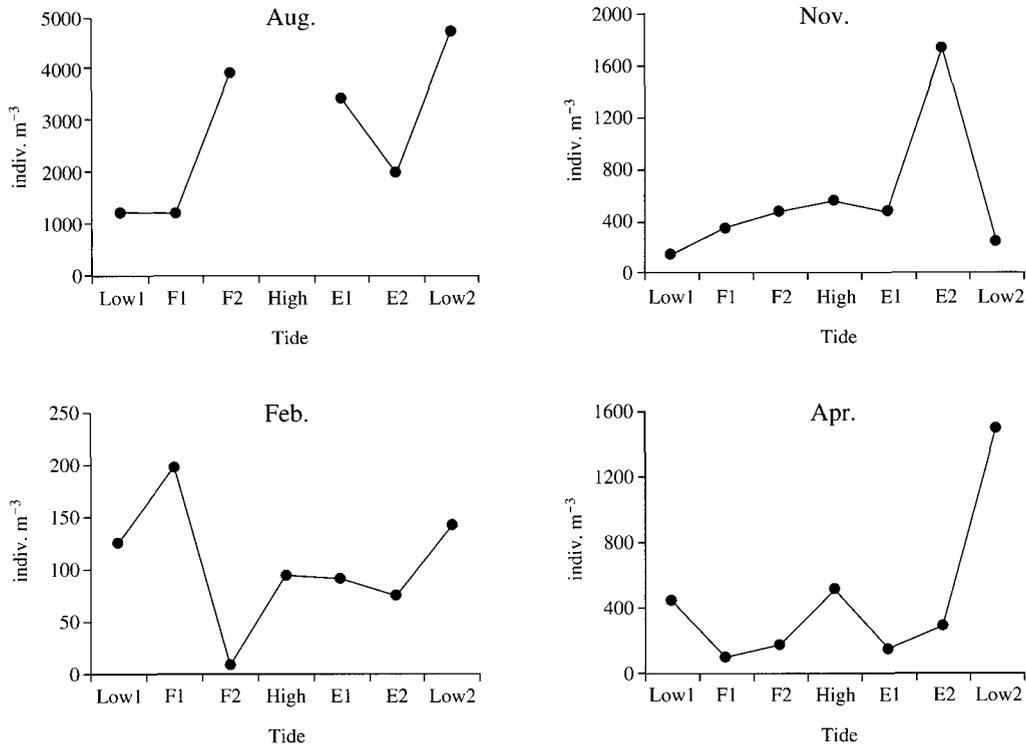 Aug.
5000
4000
3000
2000
1000
0
indiv. m⁻³
Low1 F1 F2 High E1 E2 Low2
Tide
Nov.
2000
1600
1200
800
400
0
indiv. m⁻³
Low1 F1 F2 High E1 E2 Low2
Tide
Feb.
250
200
150
100
50
0
indiv. m⁻³
Low1 F1 F2 High E1 E2 Low2
Tide
Apr.
1600
1200
800
400
0
indiv. m⁻³
Low1 F1 F2 High E1 E2 Low2
Tide